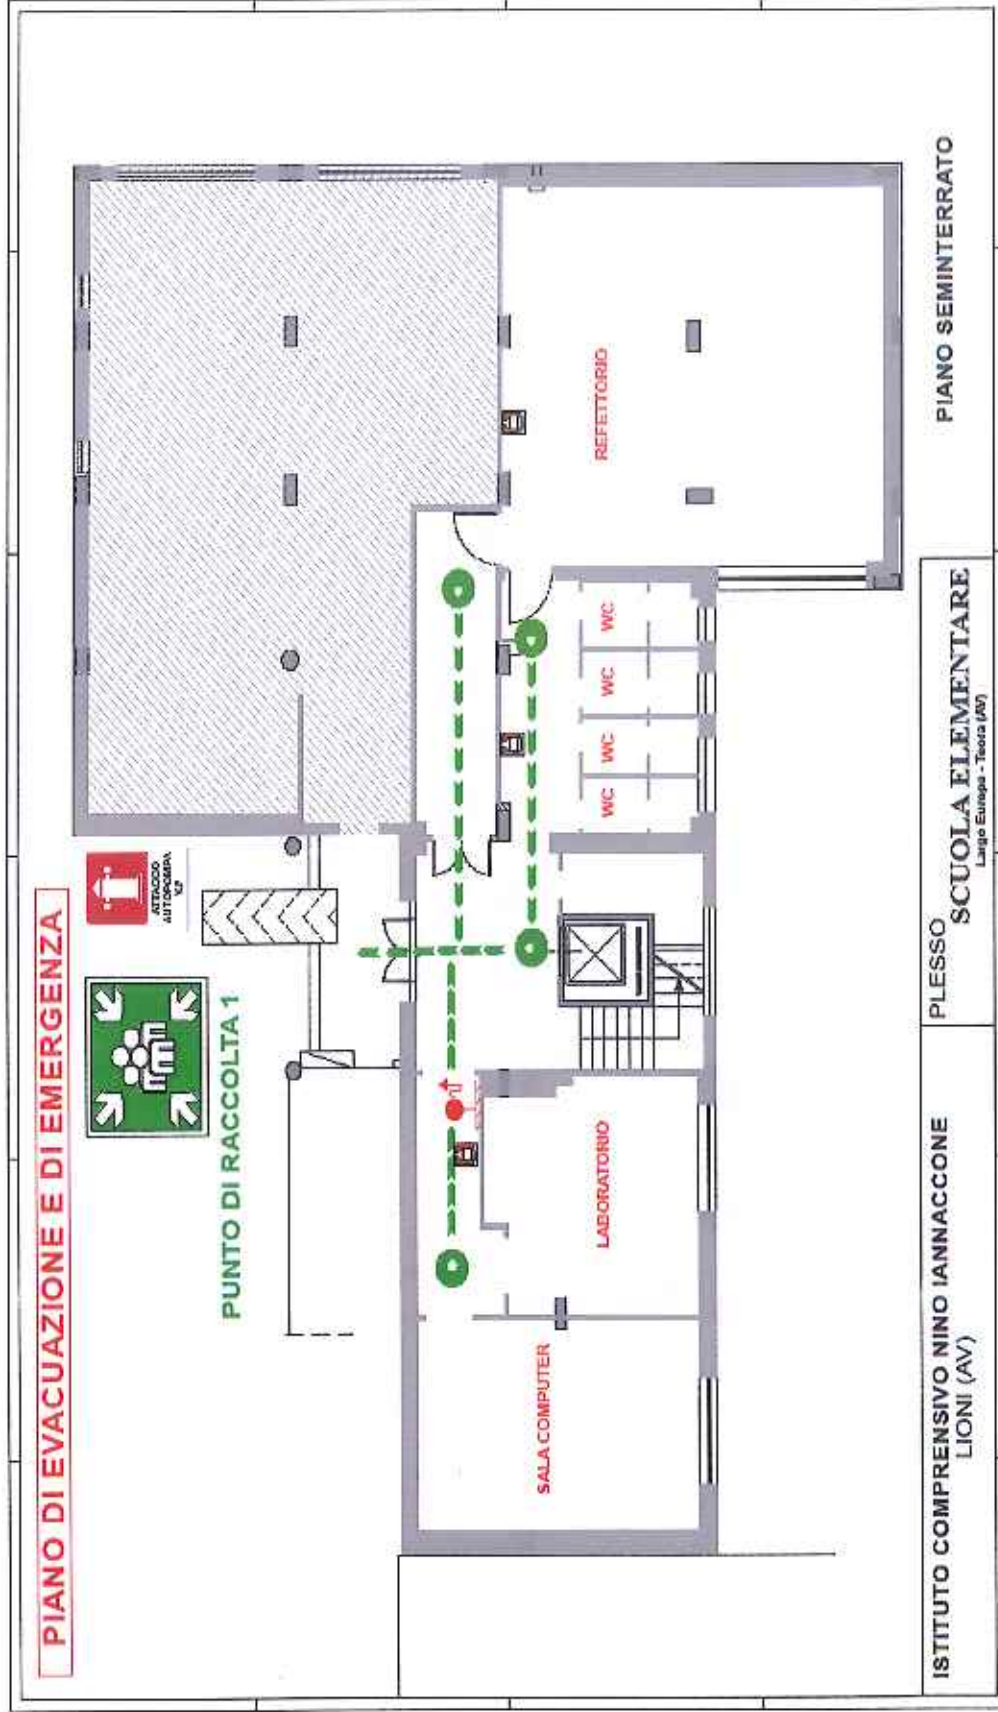 PIANO DI EVACUAZIONE E DI EMERGENZA
ATTACCO
AUTOPOMPA
PUNTO DI RACCOLTA 1
REFETTORIO
WC
WC
WC
WC
LABORATORIO
SALA COMPUTER
PIANO SEMINTERRATO
ISTITUTO COMPRENSIVO NINO IANNACCONE
LIONI (AV)
PLESSO
SCUOLA ELEMENTARE
Largo Europa - Teora (AV)